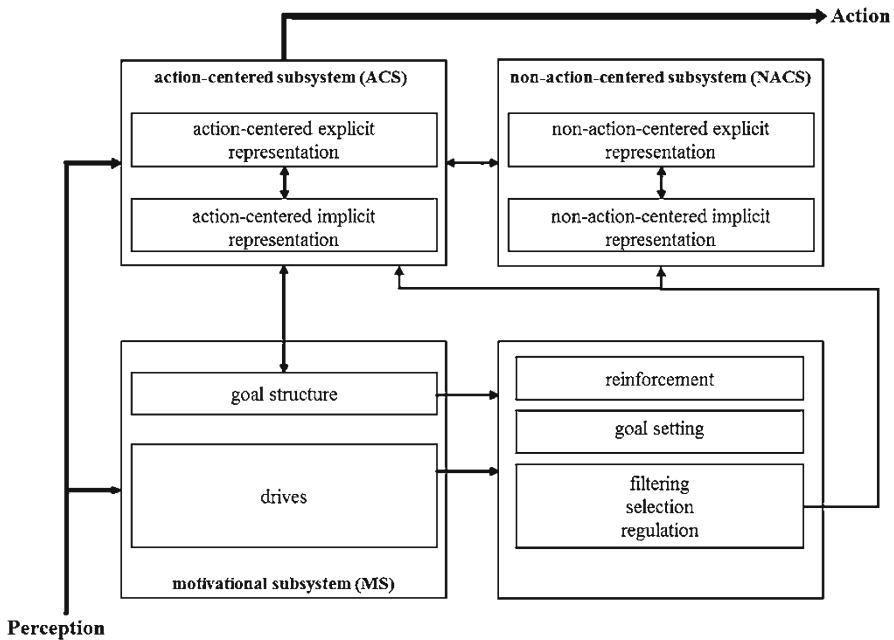 Action
action-centered subsystem (ACS)
action-centered explicit
representation
action-centered implicit
representation
non-action-centered subsystem (NACS)
non-action-centered explicit
representation
non-action-centered implicit
representation
goal structure
drives
motivational subsystem (MS)
reinforcement
goal setting
filtering
selection
regulation
Perception